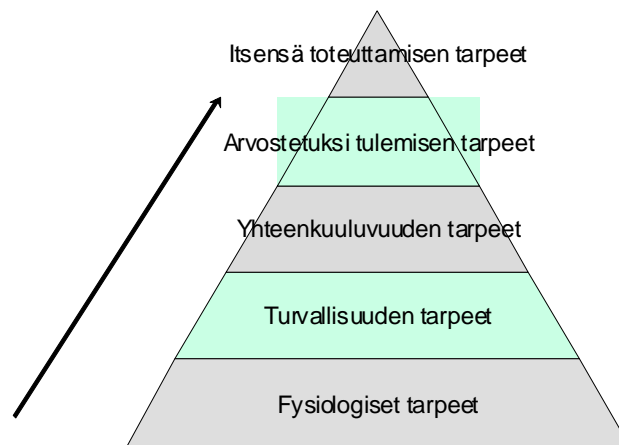 Itsensä toteuttamisen tarpeet
Arvostetuksi tulemisen tarpeet
Yhteenkuuluvuuden tarpeet
Turvallisuuden tarpeet
Fysiologiset tarpeet